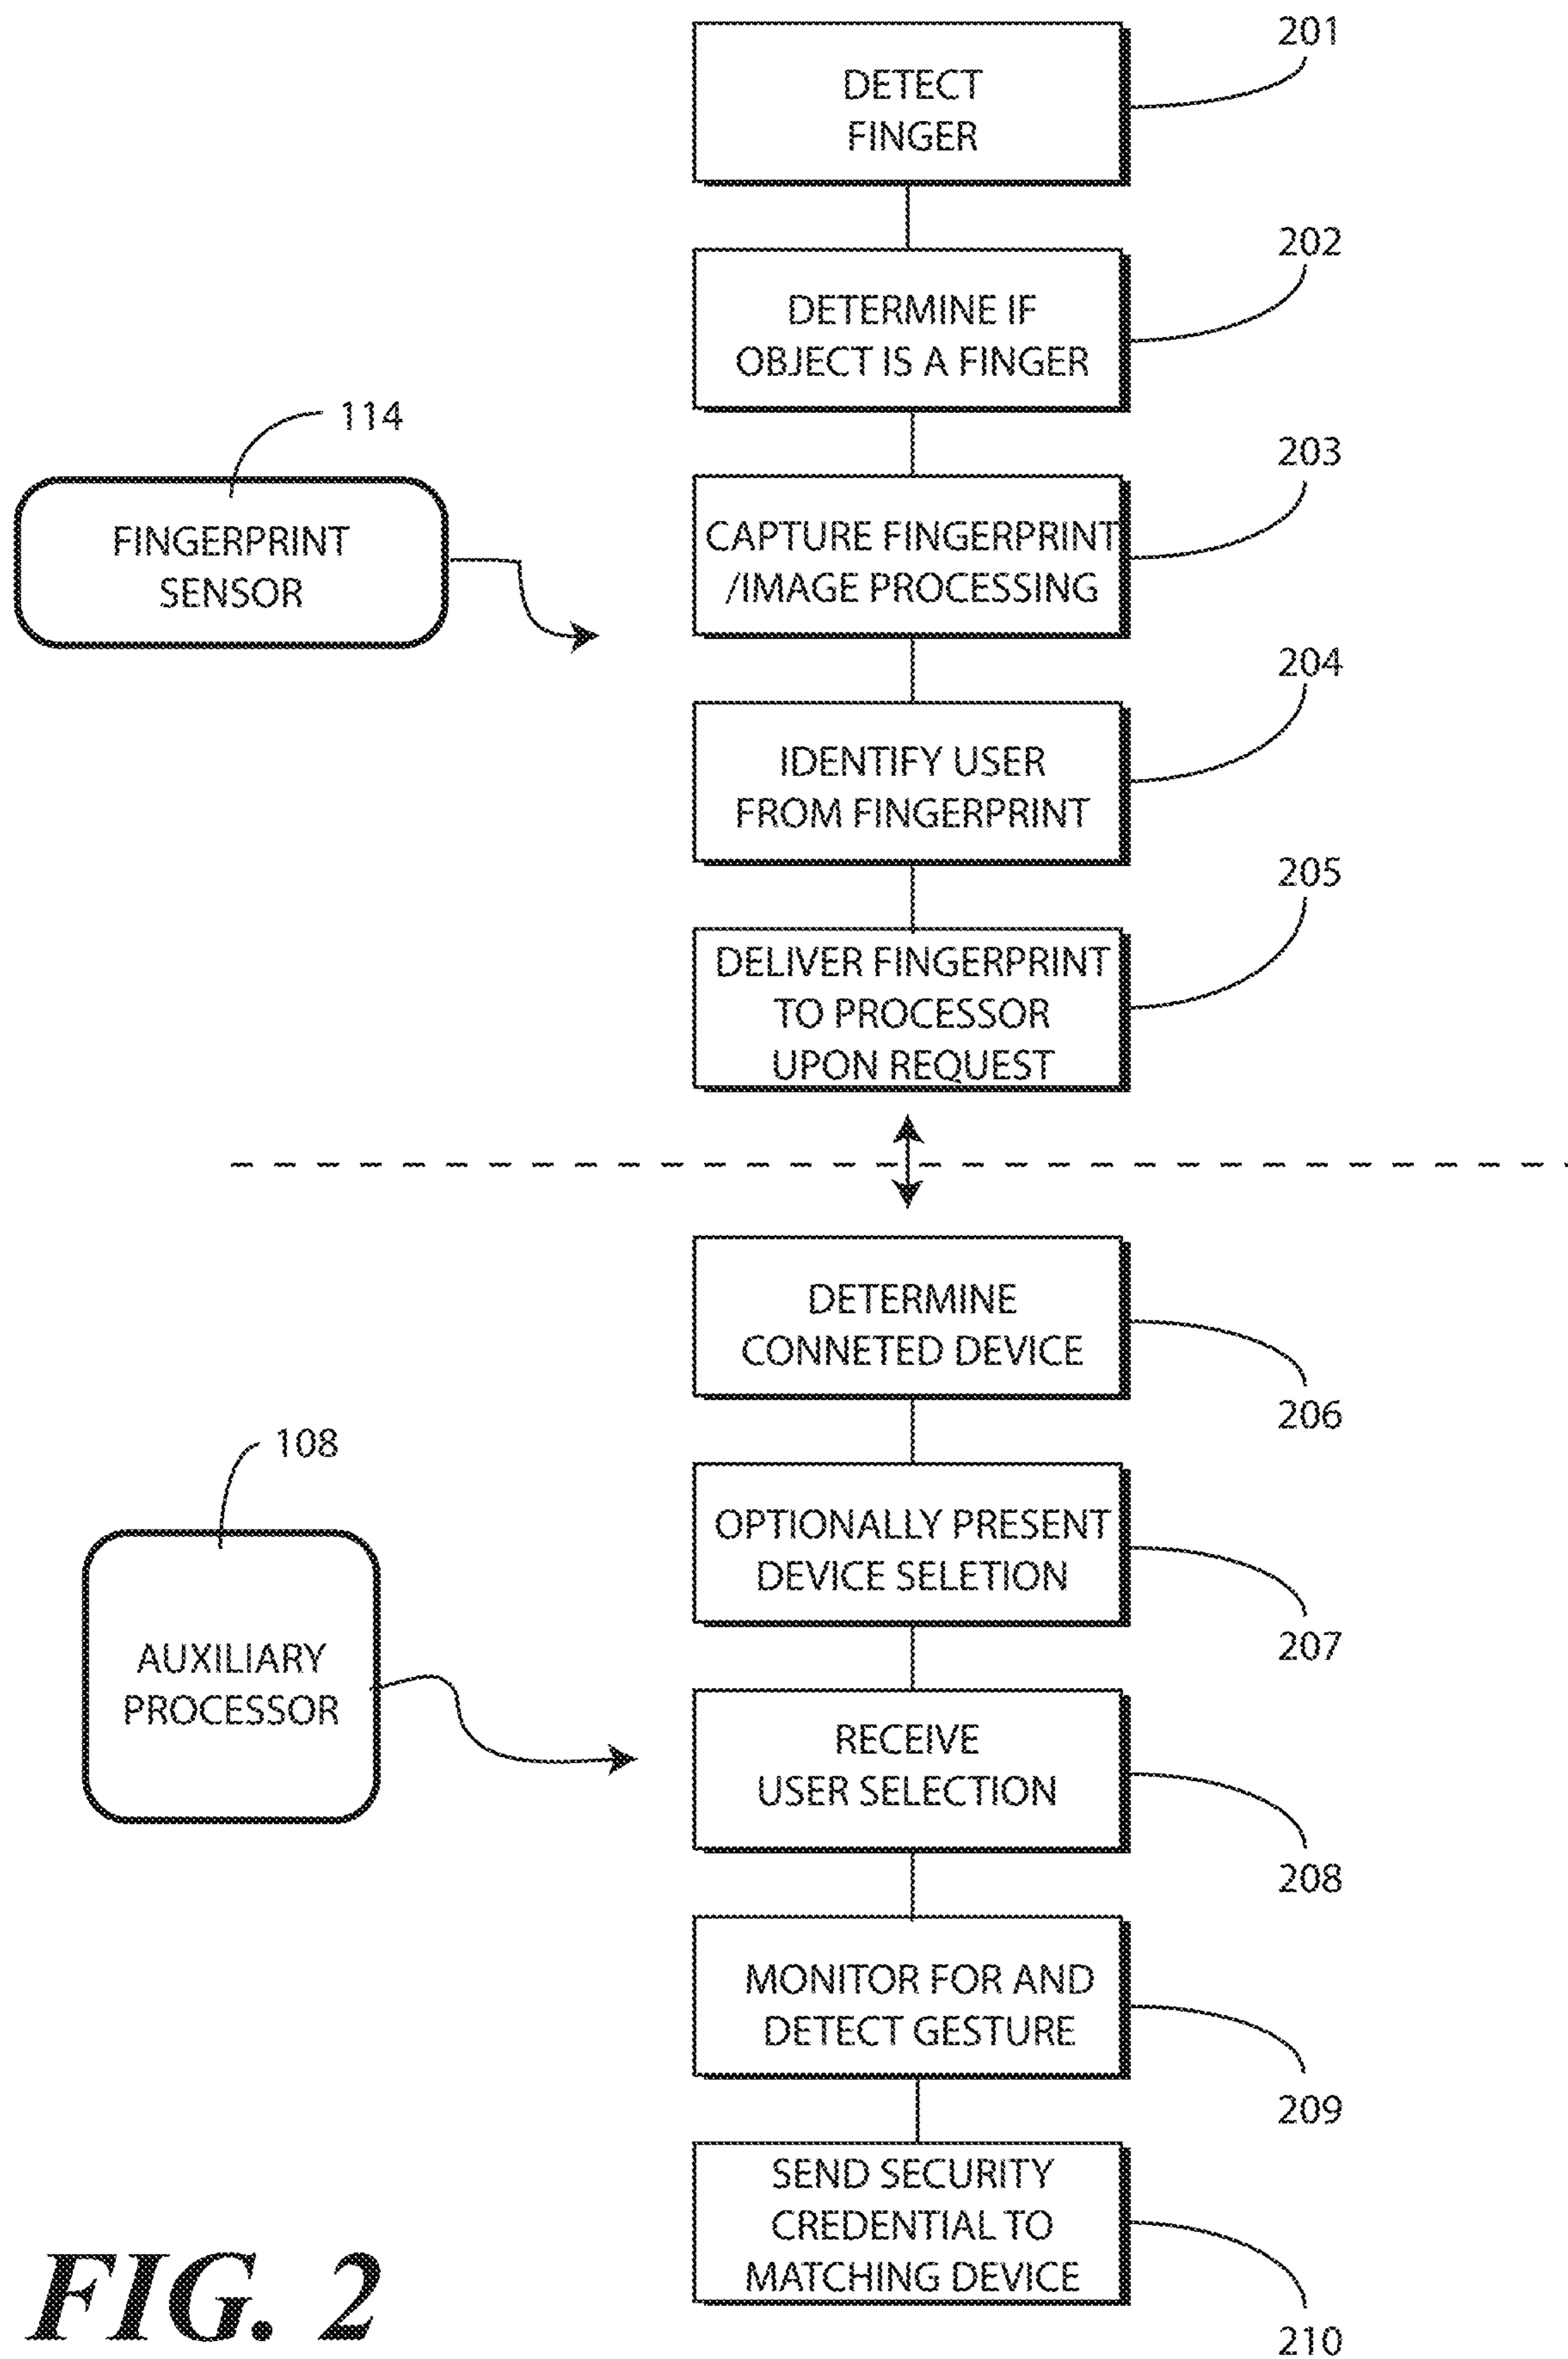 201
DETECT
FINGER
202
DETERMINE IF
OBJECT IS A FINGER
114
FINGERPRINT
SENSOR
203
CAPTURE FINGERPRINT
/IMAGE PROCESSING
204
IDENTIFY USER
FROM FINGERPRINT
205
DELIVER FINGERPRINT
TO PROCESSOR
UPON REQUEST
DETERMINE
CONNETED DEVICE
206
108
AUXILIARY
PROCESSOR
OPTIONALLY PRESENT
DEVICE SELETION
207
RECEIVE
USER SELECTION
208
MONITOR FOR AND
DETECT GESTURE
209
SEND SECURITY
CREDENTIAL TO
MATCHING DEVICE
210
FIG. 2